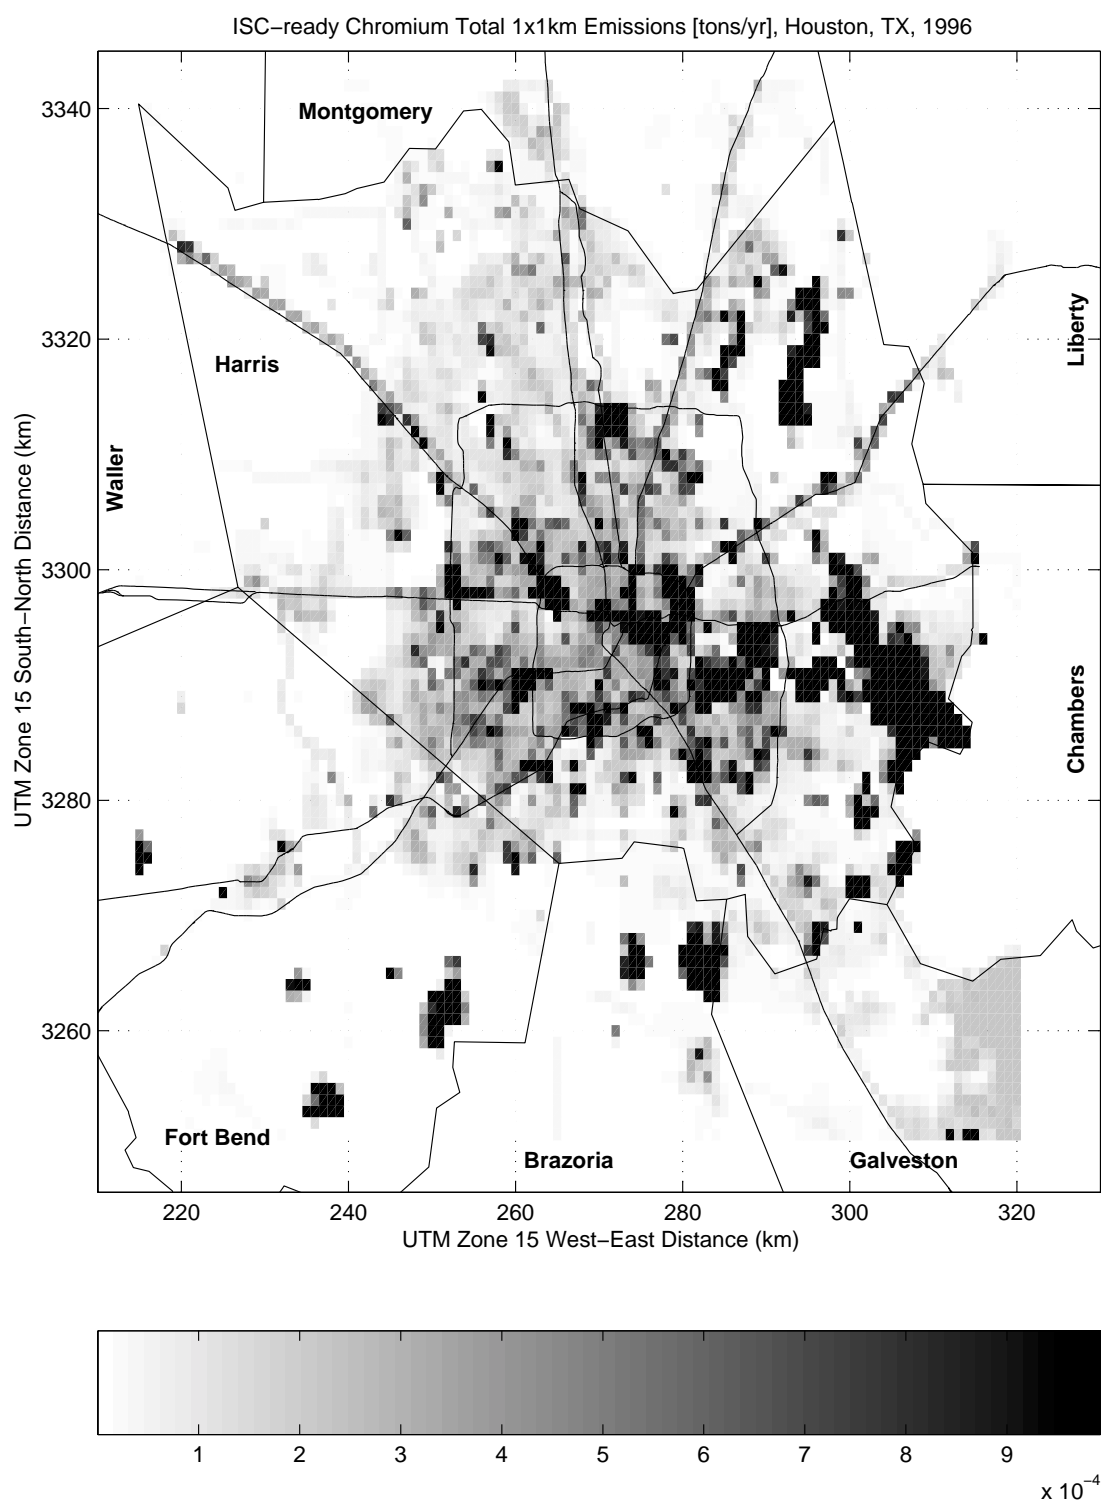 ISC−ready Chromium Total 1x1km Emissions [tons/yr], Houston, TX, 1996
3340
3320
3300
3280
3260
UTM Zone 15 South−North Distance (km)
Montgomery
Harris
Liberty
Waller
Chambers
Fort Bend
Brazoria
Galveston
220 240 260 280 300 320
UTM Zone 15 West−East Distance (km)
1 2 3 4 5 6 7 8 9
x 10−4